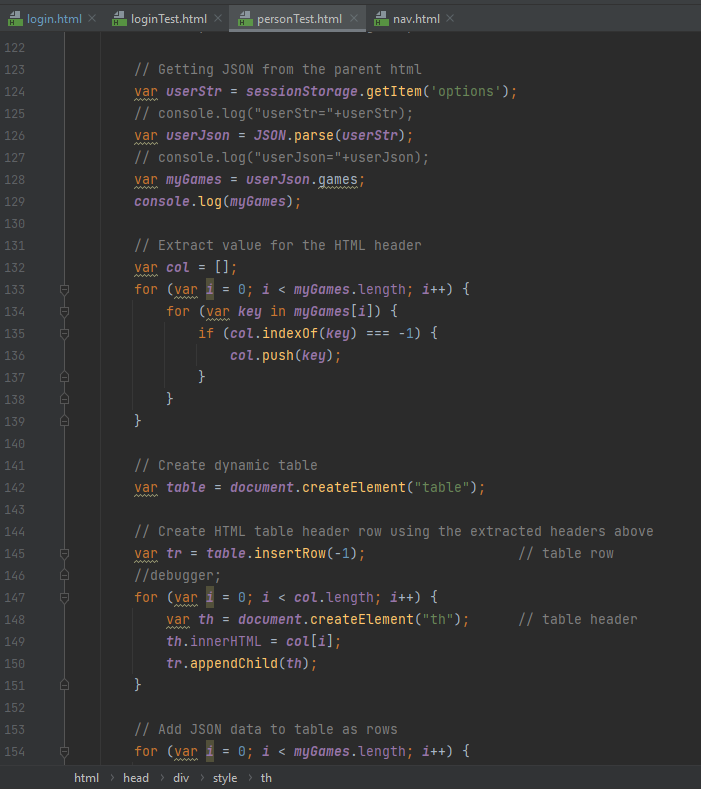 login.html loginTest.html personTest.html nav.html
122
123 // Getting JSON from the parent html
124 var userStr = sessionStorage.getItem('options');
125 // console.log("userStr="+userStr);
126 var userJson = JSON.parse(userStr);
127 // console.log("userJson="+userJson);
128 var myGames = userJson.games;
129 console.log(myGames);
130
131 // Extract value for the HTML header
132 var col = [];
133 for (var i = 0; i < myGames.length; i++) {
134 for (var key in myGames[i]) {
135 if (col.indexOf(key) === -1) {
136 col.push(key);
137 }
138 }
139 }
140
141 // Create dynamic table
142 var table = document.createElement("table");
143
144 // Create HTML table header row using the extracted headers above
145 var tr = table.insertRow(-1); // table row
146 //debugger;
147 for (var i = 0; i < col.length; i++) {
148 var th = document.createElement("th"); // table header
149 th.innerHTML = col[i];
150 tr.appendChild(th);
151 }
152
153 // Add JSON data to table as rows
154 for (var i = 0; i < myGames.length; i++) {
html › head › div › style › th